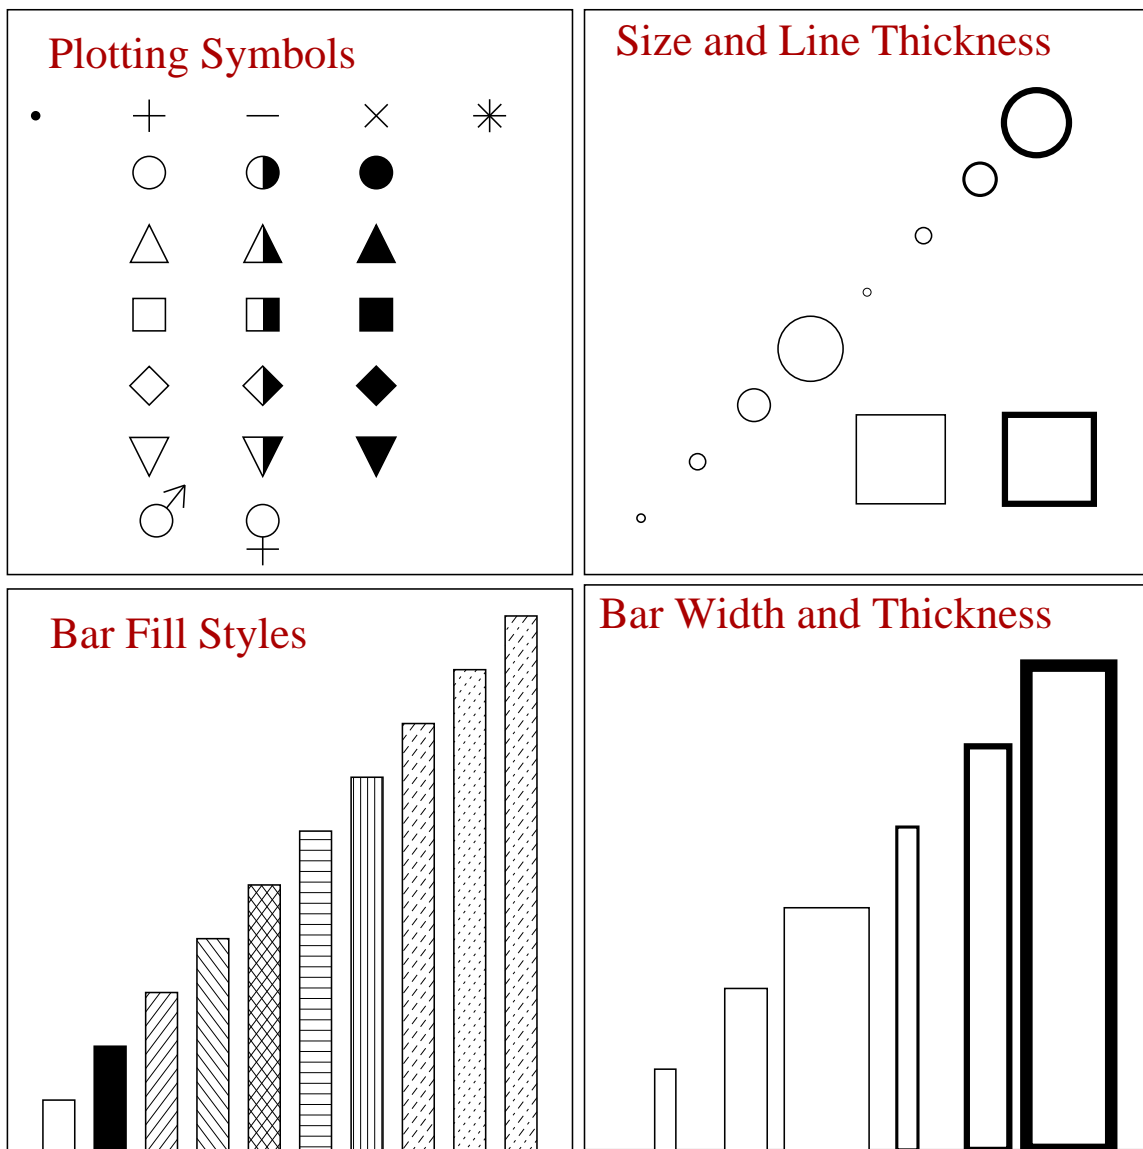 Plotting Symbols
Size and Line Thickness
Bar Fill Styles
Bar Width and Thickness